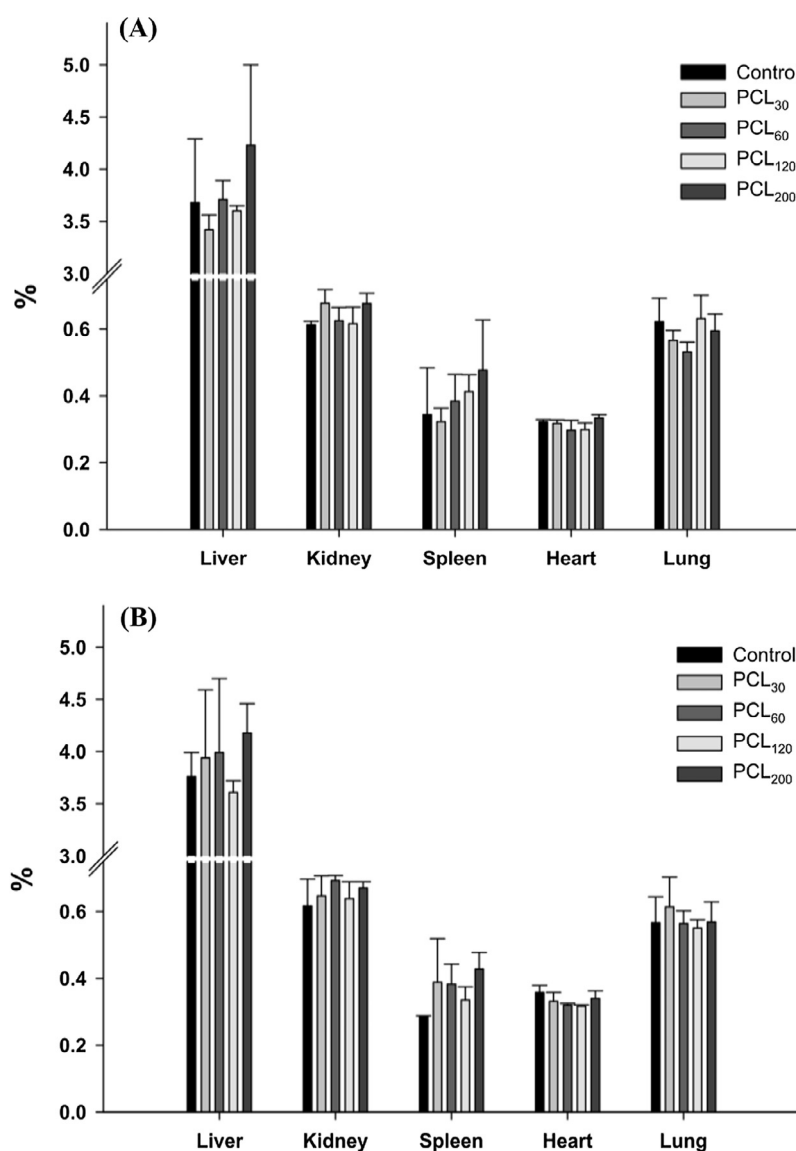 (A)
5.0
4.5
4.0
3.5
3.0
0.6
0.4
0.2
0.0
%
Contro
PCL30
PCL60
PCL120
PCL200
Liver Kidney Spleen Heart Lung
(B)
5.0
4.5
4.0
3.5
3.0
0.6
0.4
0.2
0.0
%
Control
PCL30
PCL60
PCL120
PCL200
Liver Kidney Spleen Heart Lung